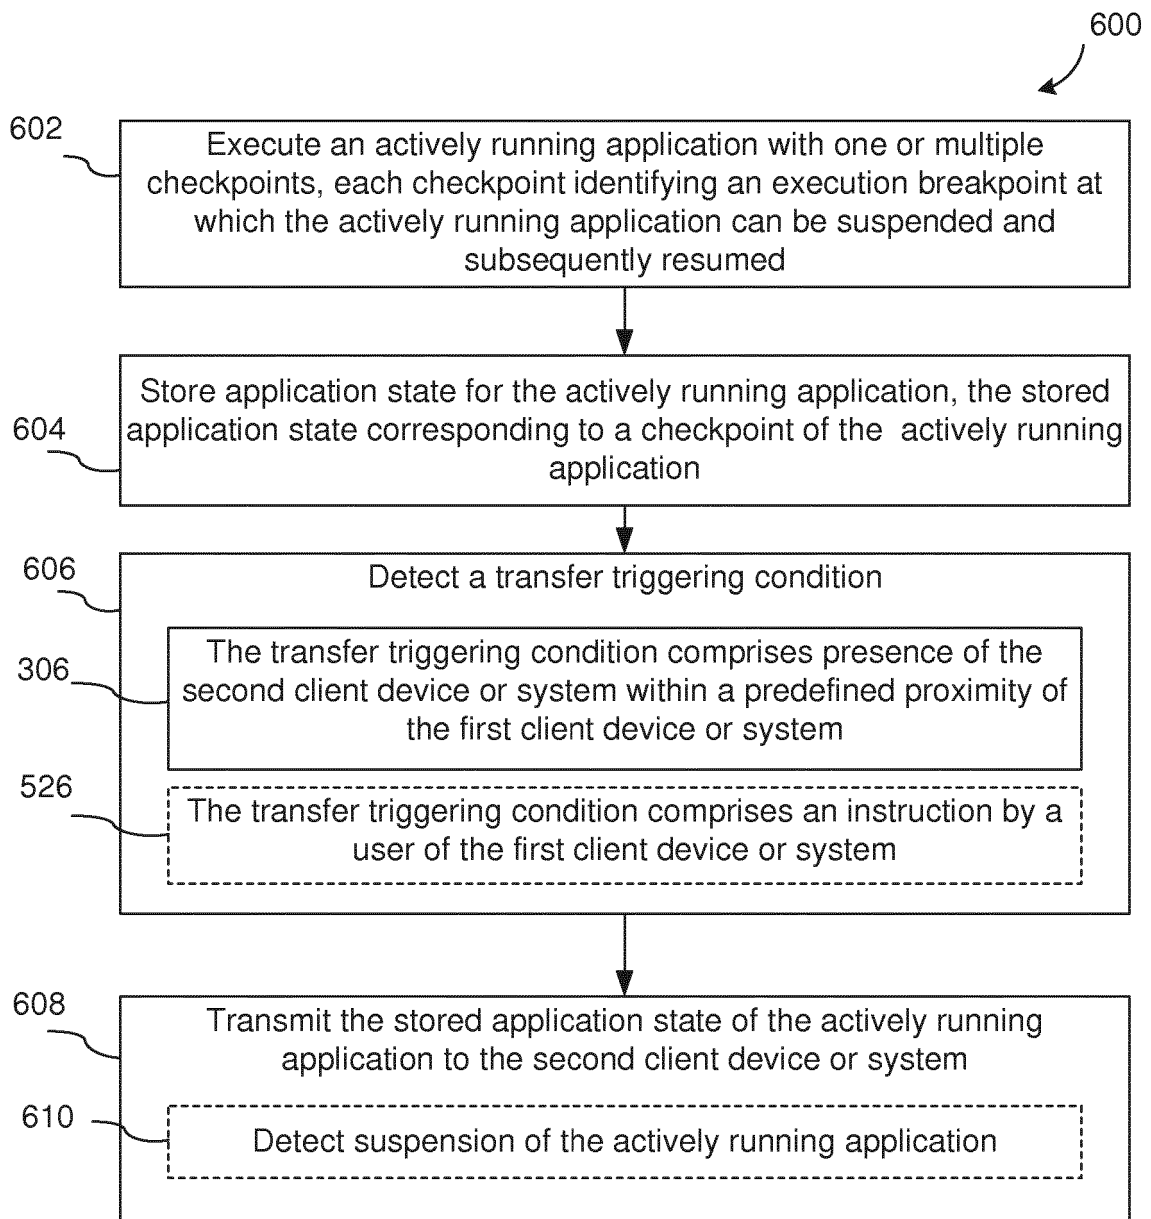 600
602
Execute an actively running application with one or multiple
checkpoints, each checkpoint identifying an execution breakpoint at
which the actively running application can be suspended and
subsequently resumed
604
Store application state for the actively running application, the stored
application state corresponding to a checkpoint of the actively running
application
606
Detect a transfer triggering condition
306
The transfer triggering condition comprises presence of the
second client device or system within a predefined proximity of
the first client device or system
526
The transfer triggering condition comprises an instruction by a
user of the first client device or system
608
Transmit the stored application state of the actively running
application to the second client device or system
610
Detect suspension of the actively running application